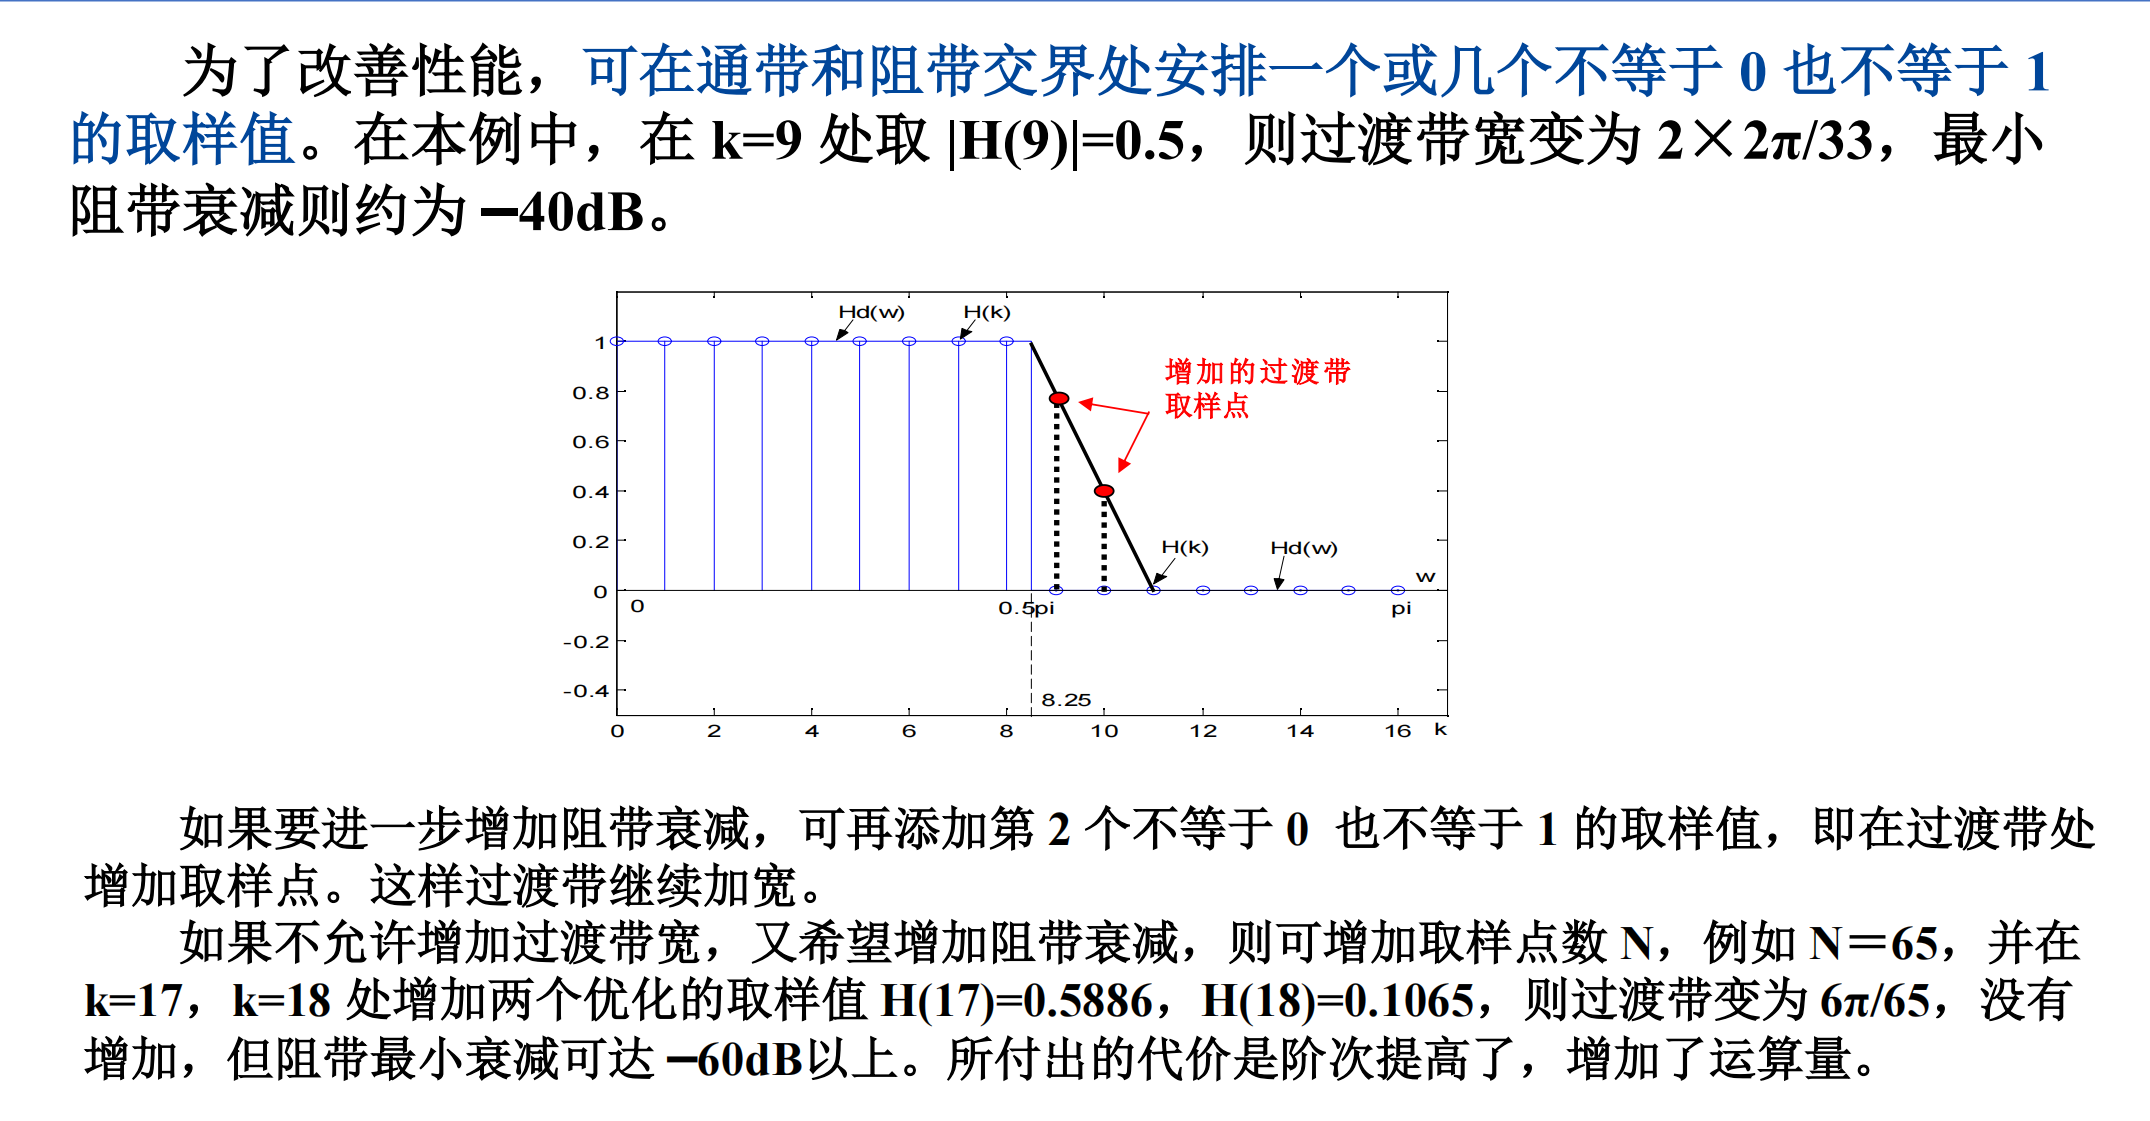 为了改善性能，可在通带和阻带交界处安排一个或几个不等于 0 也不等于 1
的取样值。在本例中，在 k=9 处取 |H(9)|=0.5，则过渡带宽变为 2×2π/33，最小
阻带衰减则约为 −40dB。
Hd(w) H(k)
1
增加的过渡带
0.8
取样点
0.6
0.4
0.2
H(k) Hd(w)
w
0
0 0.5pi pi
-0.2
-0.4
8.25
0 2 4 6 8 10 12 14 16 k
如果要进一步增加阻带衰减，可再添加第 2 个不等于 0 也不等于 1 的取样值，即在过渡带处
增加取样点。这样过渡带继续加宽。
如果不允许增加过渡带宽，又希望增加阻带衰减，则可增加取样点数 N，例如 N＝65，并在
k=17，k=18 处增加两个优化的取样值 H(17)=0.5886，H(18)=0.1065，则过渡带变为 6π/65，没有
增加，但阻带最小衰减可达 −60dB以上。所付出的代价是阶次提高了，增加了运算量。